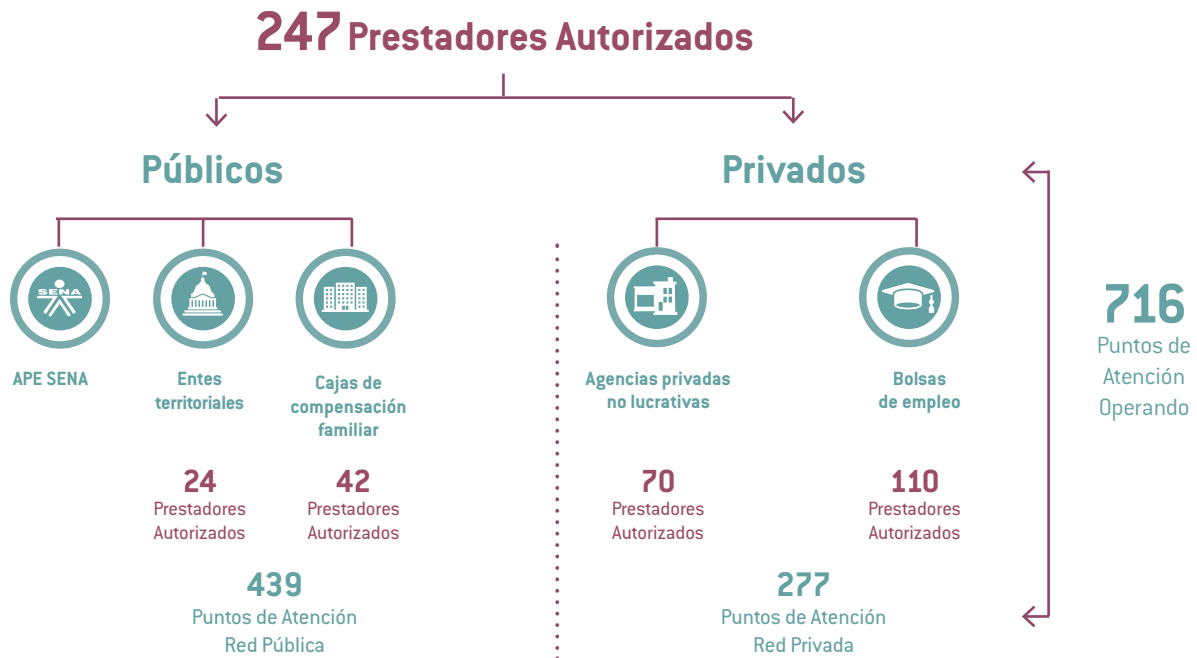 247 Prestadores Autorizados
Públicos
Privados
SENA
APE SENA
Entes
territoriales
Cajas de
compensación
familiar
Agencias privadas
no lucrativas
Bolsas
de empleo
716
Puntos de
Atención
Operando
24
Prestadores
Autorizados
42
Prestadores
Autorizados
70
Prestadores
Autorizados
110
Prestadores
Autorizados
439
Puntos de Atención
Red Pública
277
Puntos de Atención
Red Privada